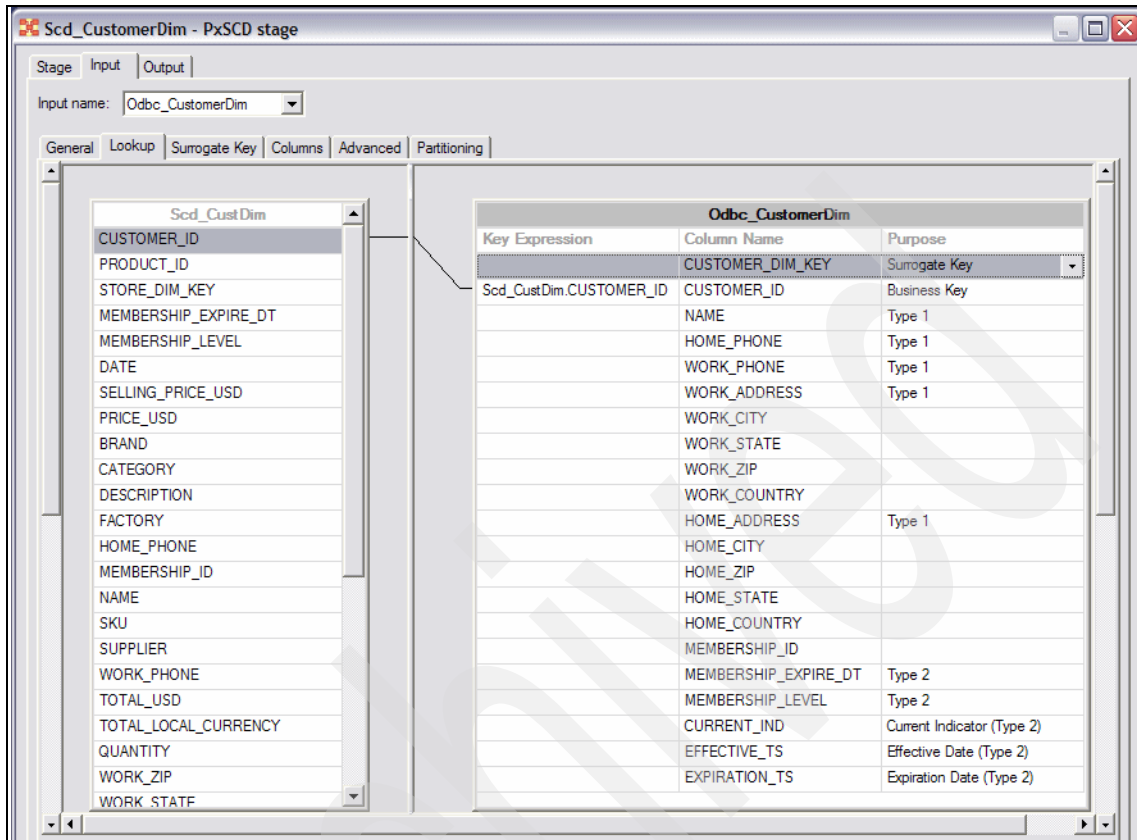 Scd_CustomerDim - PxSCD stage
Stage Input Output
Input name: Odbc_CustomerDim
General Lookup Surrogate Key Columns Advanced Partitioning
Scd_CustDim
CUSTOMER_ID
PRODUCT_ID
STORE_DIM_KEY
MEMBERSHIP_EXPIRE_DT
MEMBERSHIP_LEVEL
DATE
SELLING_PRICE_USD
PRICE_USD
BRAND
CATEGORY
DESCRIPTION
FACTORY
HOME_PHONE
MEMBERSHIP_ID
NAME
SKU
SUPPLIER
WORK_PHONE
TOTAL_USD
TOTAL_LOCAL_CURRENCY
QUANTITY
WORK_ZIP
WORK_STATE
Odbc_CustomerDim
Key Expression Column Name Purpose
CUSTOMER_DIM_KEY Surrogate Key
Scd_CustDim.CUSTOMER_ID CUSTOMER_ID Business Key
NAME Type 1
HOME_PHONE Type 1
WORK_PHONE Type 1
WORK_ADDRESS Type 1
WORK_CITY
WORK_STATE
WORK_ZIP
WORK_COUNTRY
HOME_ADDRESS Type 1
HOME_CITY
HOME_ZIP
HOME_STATE
HOME_COUNTRY
MEMBERSHIP_ID
MEMBERSHIP_EXPIRE_DT Type 2
MEMBERSHIP_LEVEL Type 2
CURRENT_IND Current Indicator (Type 2)
EFFECTIVE_TS Effective Date (Type 2)
EXPIRATION_TS Expiration Date (Type 2)
hived